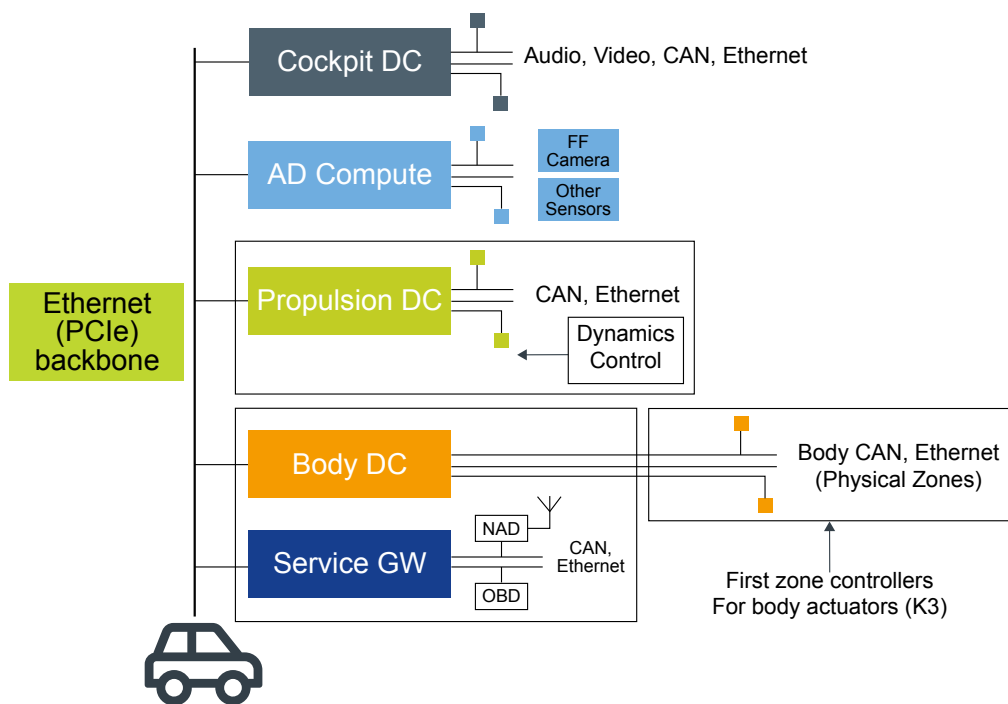 Cockpit DC
Audio, Video, CAN, Ethernet
AD Compute
FF
Camera
Other
Sensors
Ethernet
(PCIe)
backbone
Propulsion DC
CAN, Ethernet
Dynamics
Control
Body DC
Body CAN, Ethernet
(Physical Zones)
Service GW
NAD
OBD
CAN,
Ethernet
First zone controllers
For body actuators (K3)